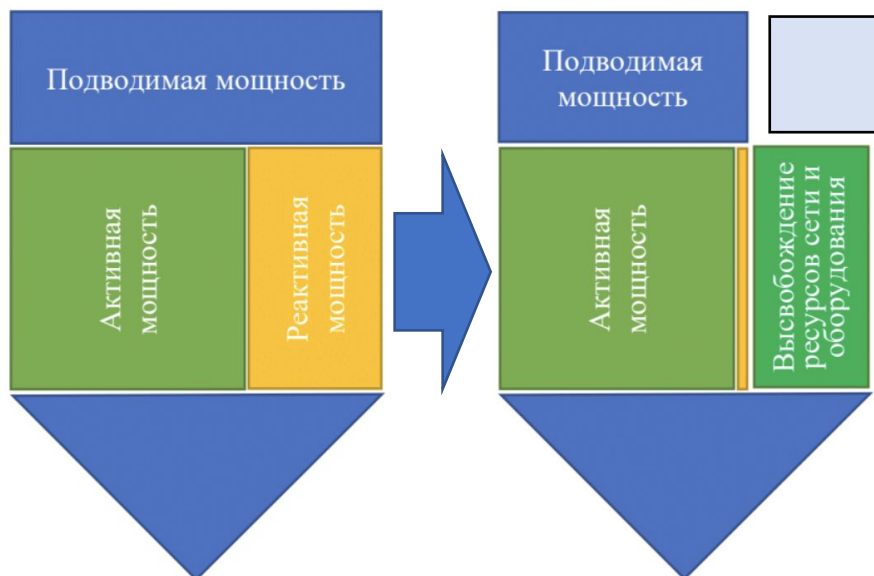 Подводимая мощность
Активная
мощность
Реактивная
мощность
Подводимая
мощность
Активная
мощность
Высвобождение
ресурсов сети и
оборудования